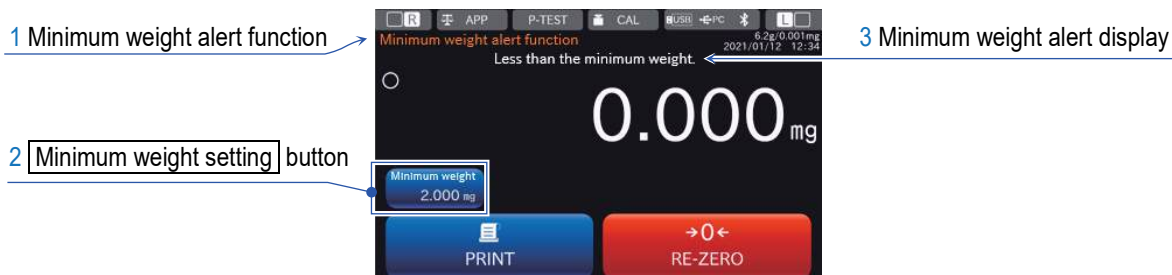 R APP P-TEST CAL USB PC L
1 Minimum weight alert function
Minimum weight alert function
6.2g/0.001mg
2021/01/12 12:34
3 Minimum weight alert display
Less than the minimum weight.
0.000 mg
2 Minimum weight setting button
Minimum weight
2.000 mg
→0←
PRINT
RE-ZERO